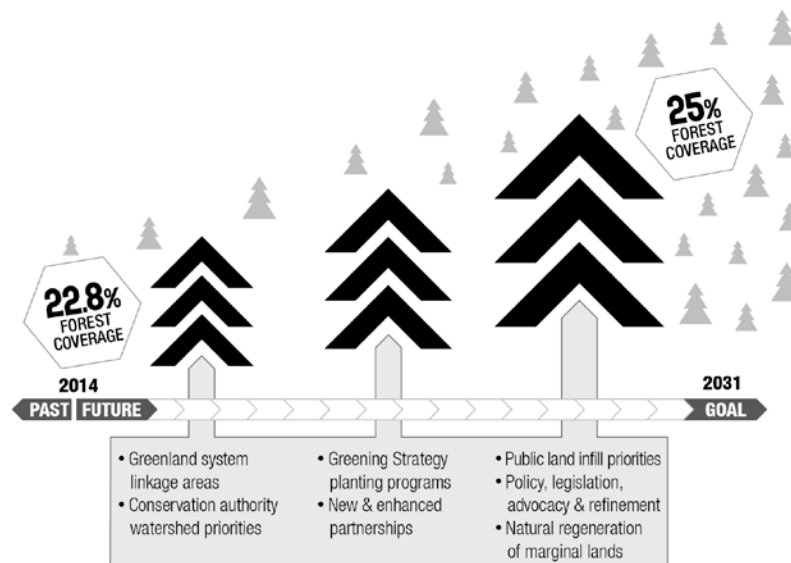 25%
FOREST
COVERAGE
22.8%
FOREST
COVERAGE
2014
2031
PAST FUTURE
GOAL
• Greenland system
linkage areas
• Conservation authority
watershed priorities
• Greening Strategy
planting programs
• New & enhanced
partnerships
• Public land infill priorities
• Policy, legislation,
advocacy & refinement
• Natural regeneration
of marginal lands